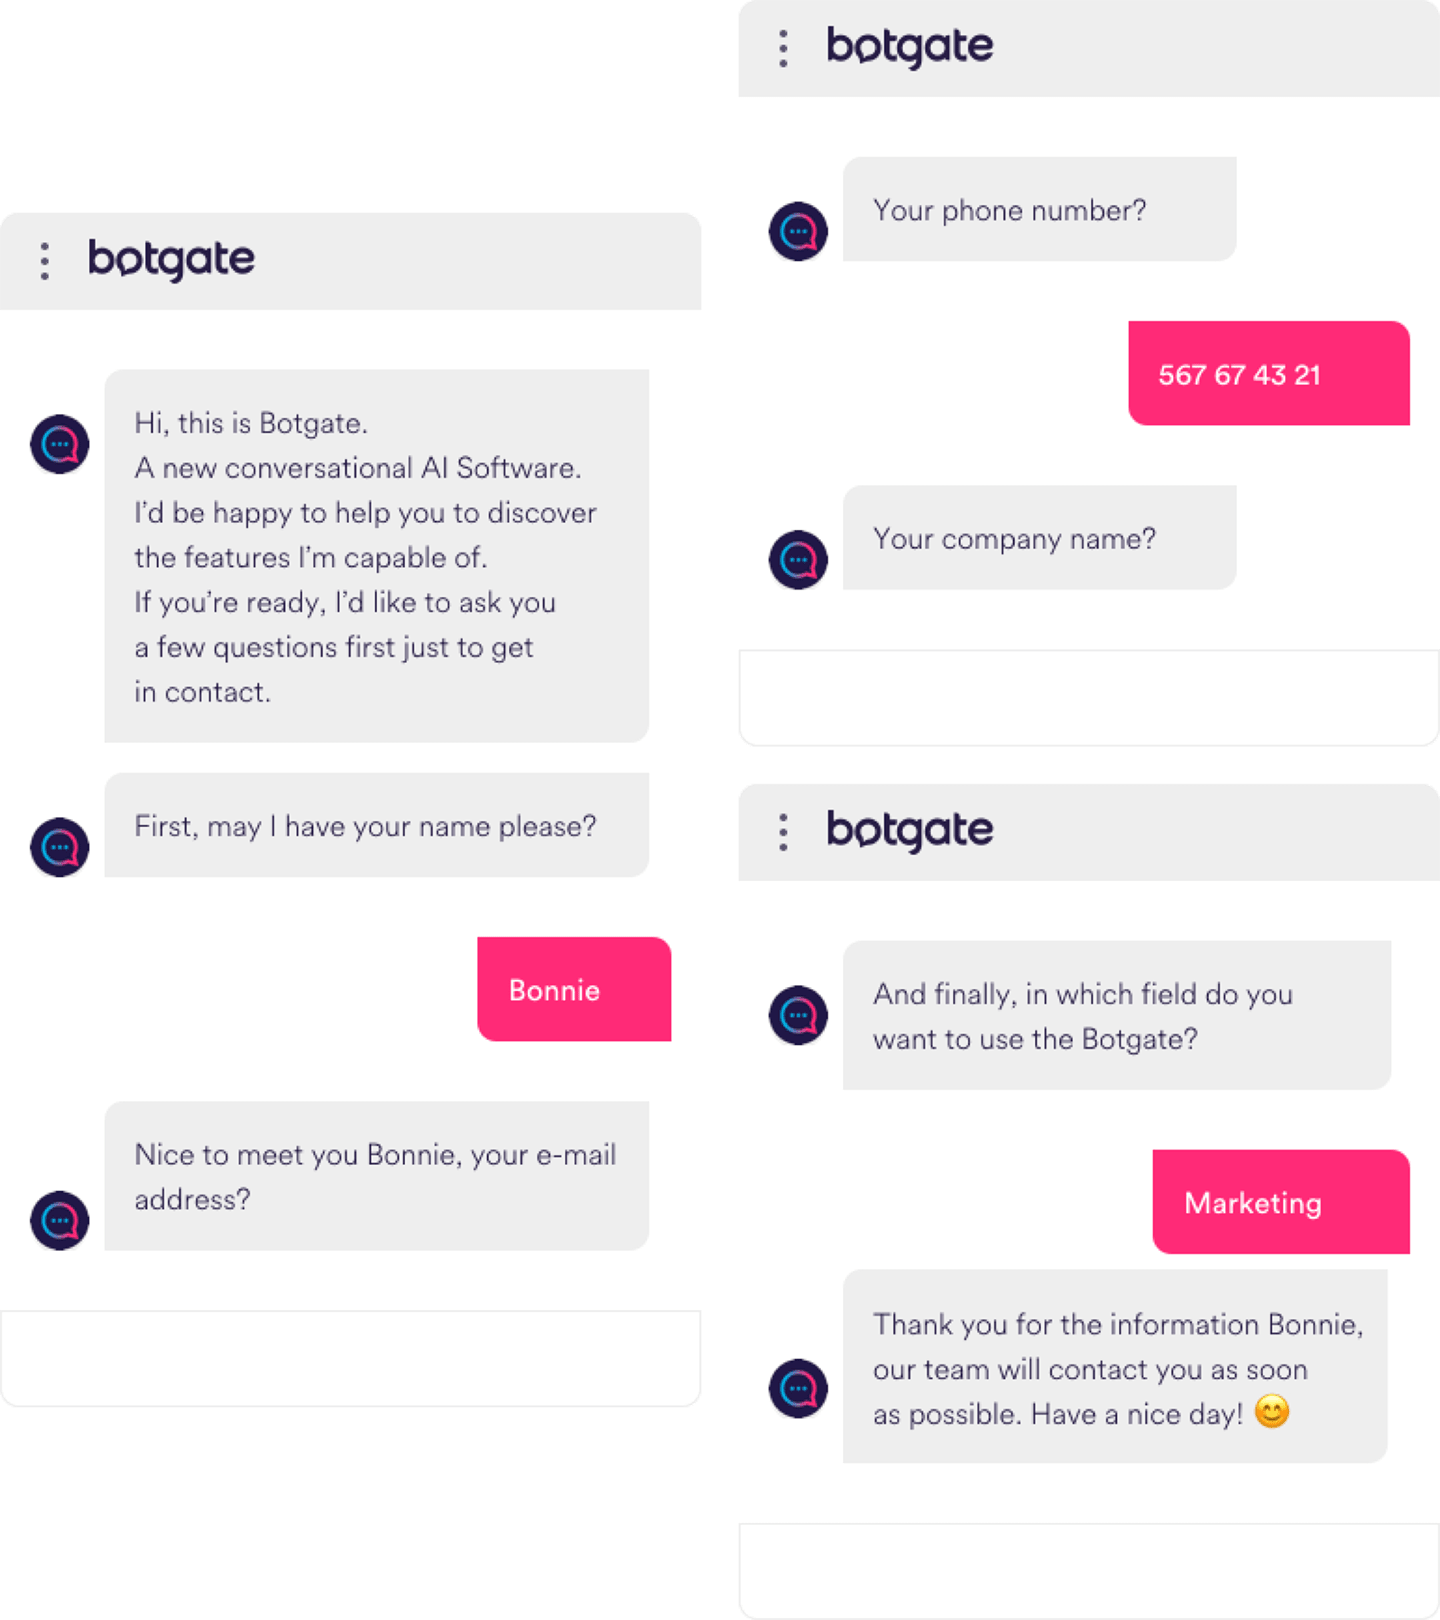 botgate
Hi, this is Botgate.
A new conversational AI Software.
I’d be happy to help you to discover
the features I’m capable of.
If you’re ready, I’d like to ask you
a few questions first just to get
in contact.
First, may I have your name please?
Bonnie
Nice to meet you Bonnie, your e-mail
address?
botgate
Your phone number?
567 67 43 21
Your company name?
botgate
And finally, in which field do you
want to use the Botgate?
Marketing
Thank you for the information Bonnie,
our team will contact you as soon
as possible. Have a nice day! 😊